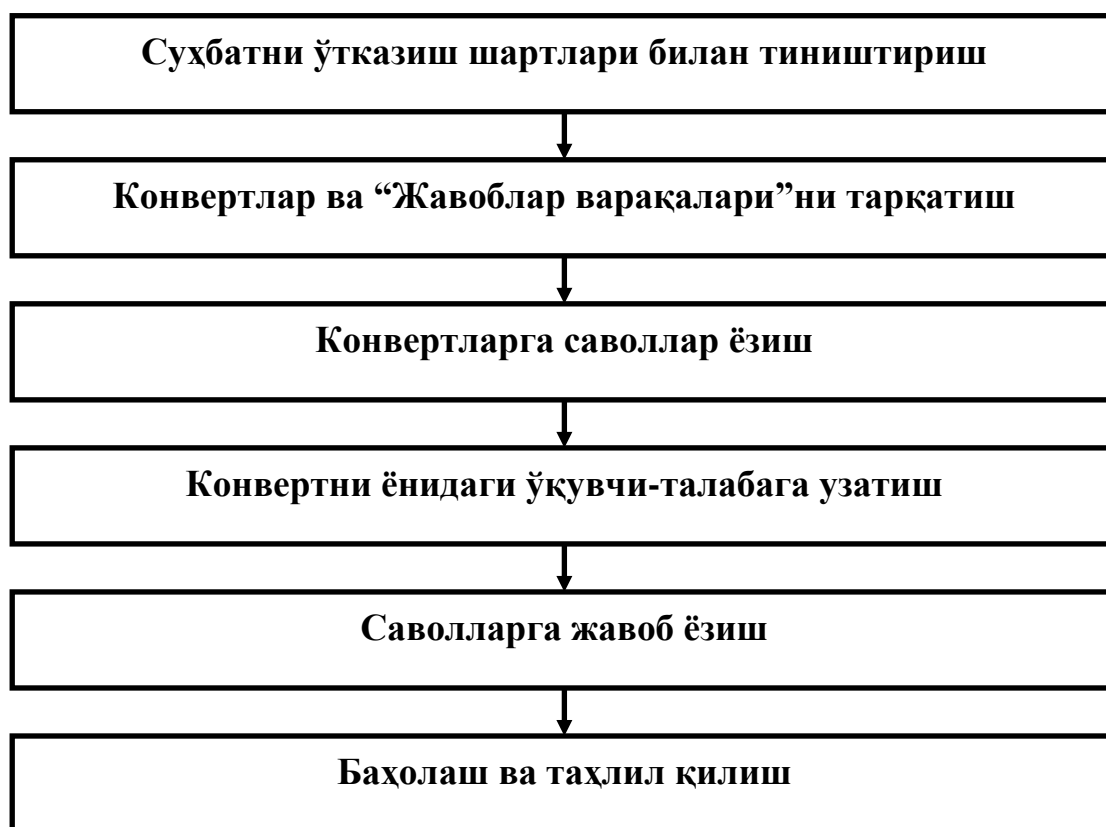 Суҳбатни ўтказиш шартлари билан тиништириш
Конвертлар ва “Жавоблар варақалари”ни тарқатиш
Конвертларга саволлар ёзиш
Конвертни ёнидаги ўқувчи-талабага узатиш
Саволларга жавоб ёзиш
Баҳолаш ва таҳлил қилиш